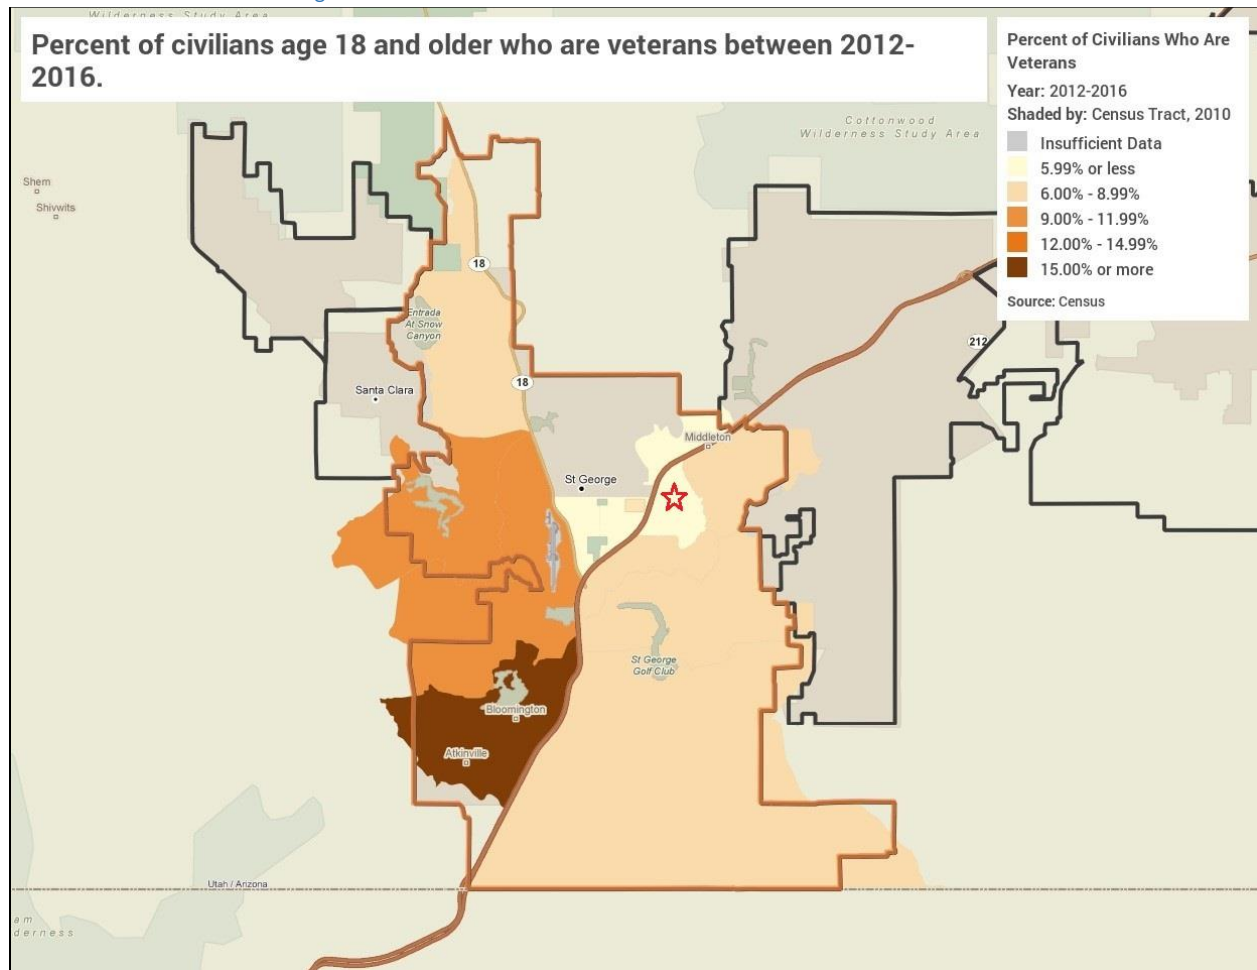 Wilderness Study Area
Percent of civilians age 18 and older who are veterans between 2012-
2016.
Percent of Civilians Who Are
Veterans
Year: 2012-2016
Shaded by: Census Tract, 2010
Insufficient Data
5.99% or less
6.00% - 8.99%
9.00% - 11.99%
12.00% - 14.99%
15.00% or more
Source: Census
Cottonwood
Wilderness Study Area
Shem
Shivwits
18
Entrada
At Snow
Canyon
212
18
Santa Clara
Middleton
St George
St George
Golf Club
Bloomington
Atkinville
Utah / Arizona
am
derness